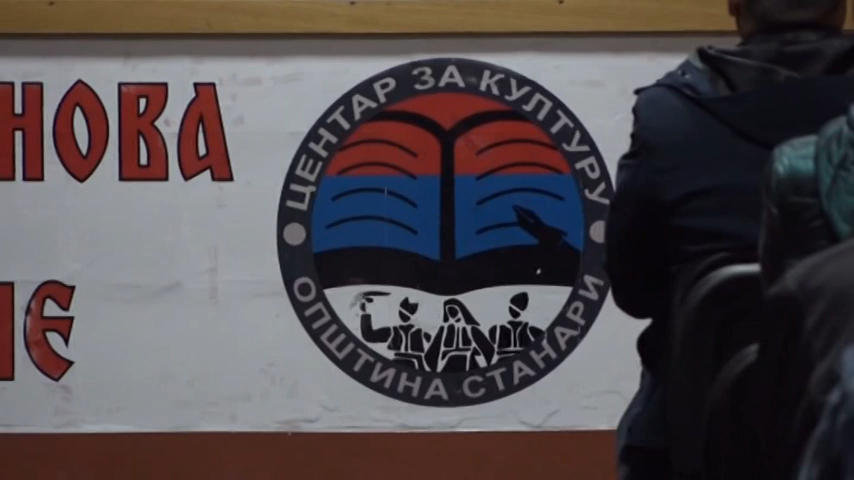 НОВА
ЦЕНТАР ЗА КУЛТУРУ
ОПШТИНА СТАНАРИ